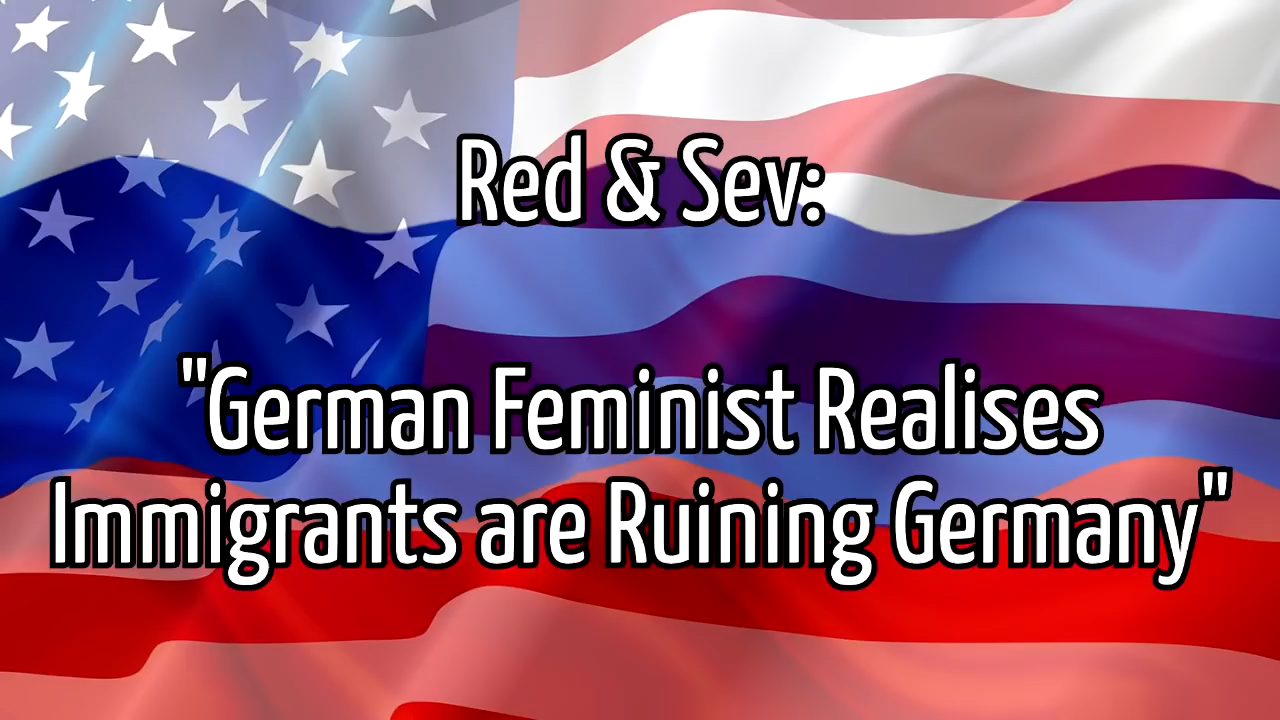 Red & Sev:
"German Feminist Realises
Immigrants are Ruining Germany"